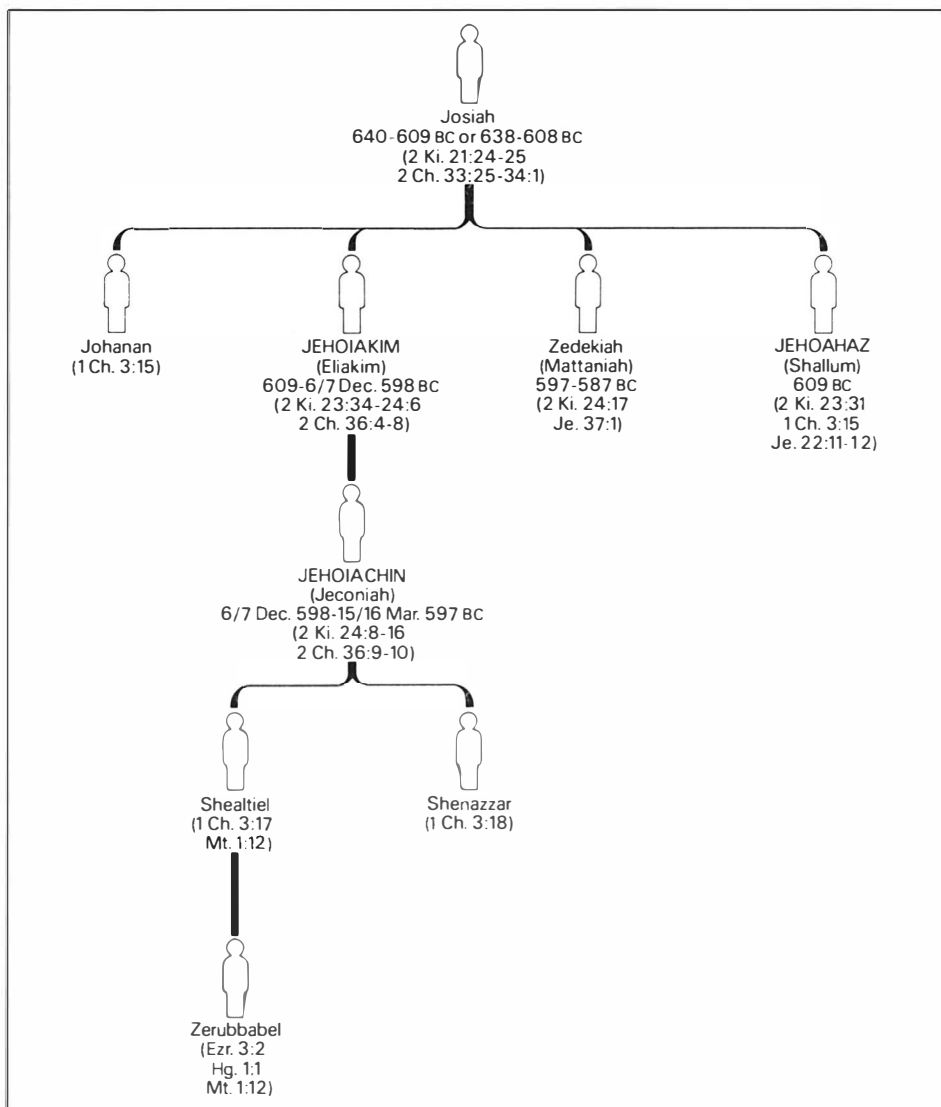 Josiah
640-609 BC or 638-608 BC
(2 Ki. 21:24-25
2 Ch. 33:25-34:1)
Johanan
(1 Ch. 3:15)
JEHOIAKIM
(Eliakim)
609-6/7 Dec. 598 BC
(2 Ki. 23:34-24:6
2 Ch. 36:4-8)
Zedekiah
(Mattaniah)
597-587 BC
(2 Ki. 24:17
Je. 37:1)
JEHOAHAZ
(Shallum)
609 BC
(2 Ki. 23:31
1 Ch. 3:15
Je. 22:11-12)
JEHOIACHIN
(Jeconiah)
6/7 Dec. 598-15/16 Mar. 597 BC
(2 Ki. 24:8-16
2 Ch. 36:9-10)
Shealtiel
(1 Ch. 3:17
Mt. 1:12)
Shenazzar
(1 Ch. 3:18)
Zerubbabel
(Ezr. 3:2
Hg. 1:1
Mt. 1:12)